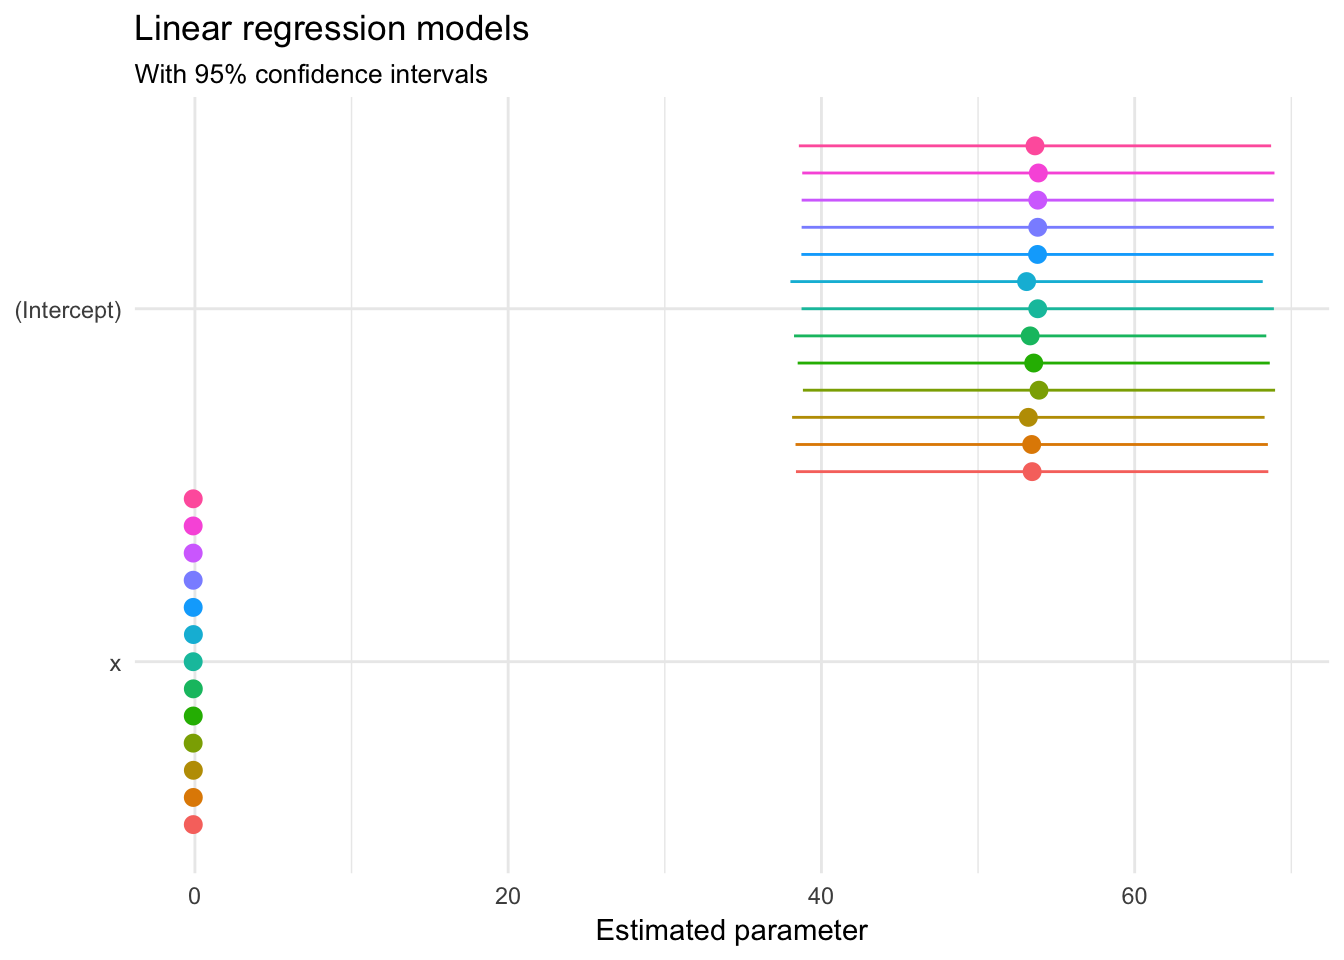 Linear regression models
With 95% confidence intervals
(Intercept)
x
0 20 40 60
Estimated parameter